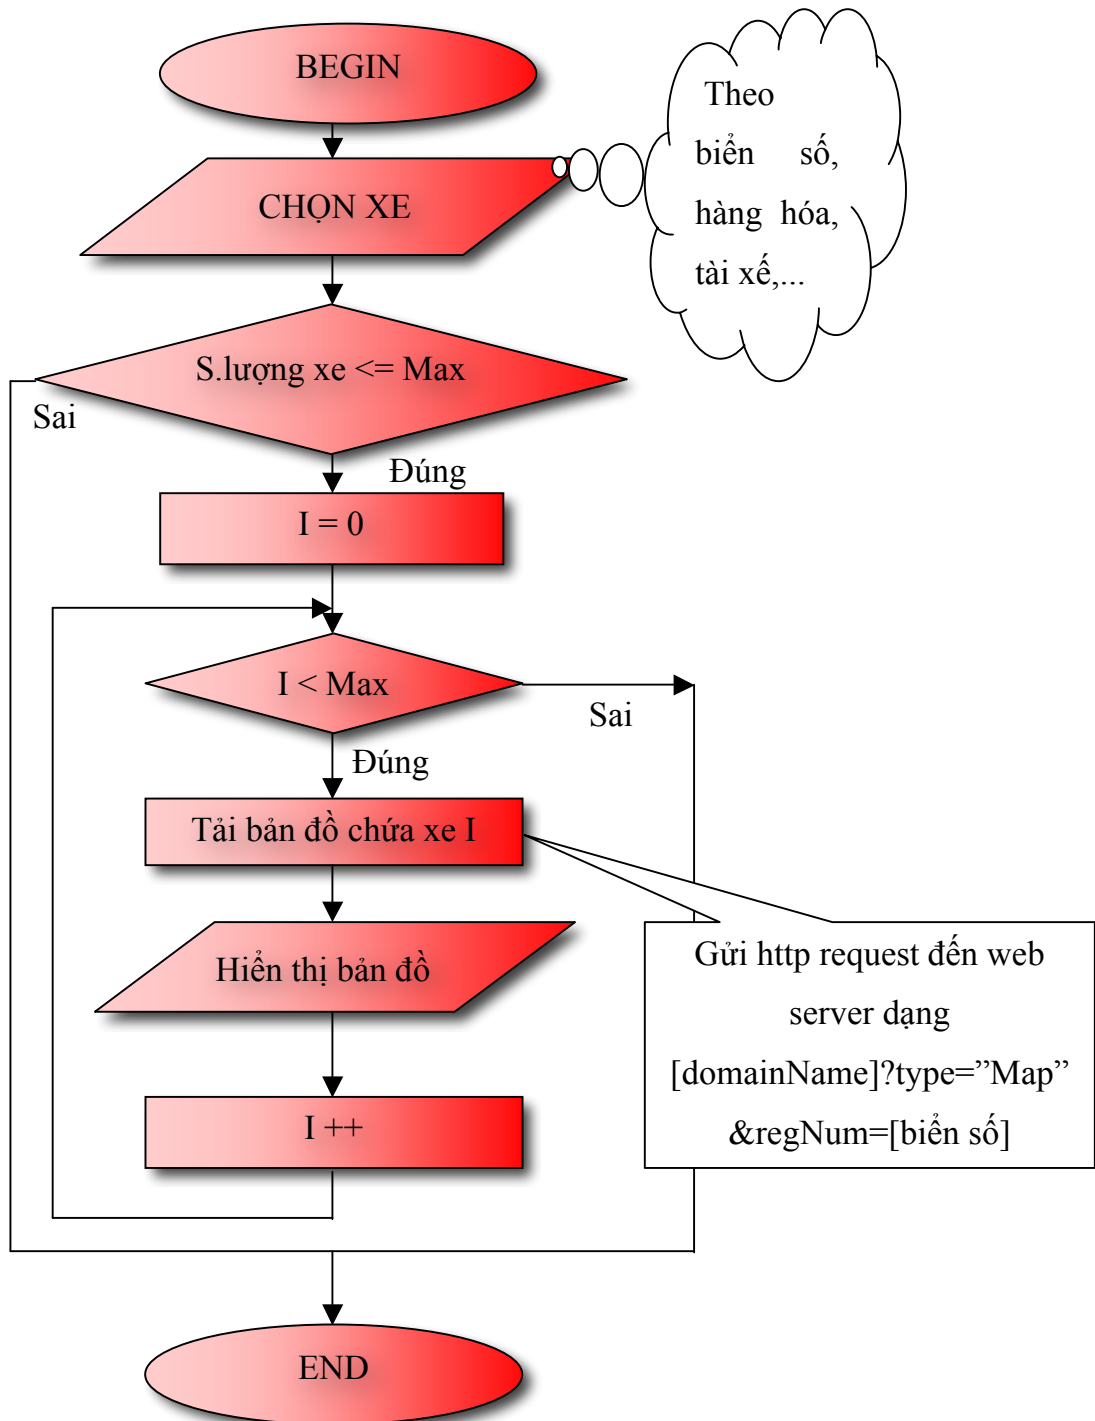 BEGIN
Theo
biển số,
hàng hóa,
tài xế,...
CHỌN XE
S.lượng xe <= Max
Sai
Đúng
I = 0
I < Max
Sai
Đúng
Tải bản đồ chứa xe I
Hiển thị bản đồ
Gửi http request đến web
server dạng
[domainName]?type=”Map”
&regNum=[biển số]
I ++
END